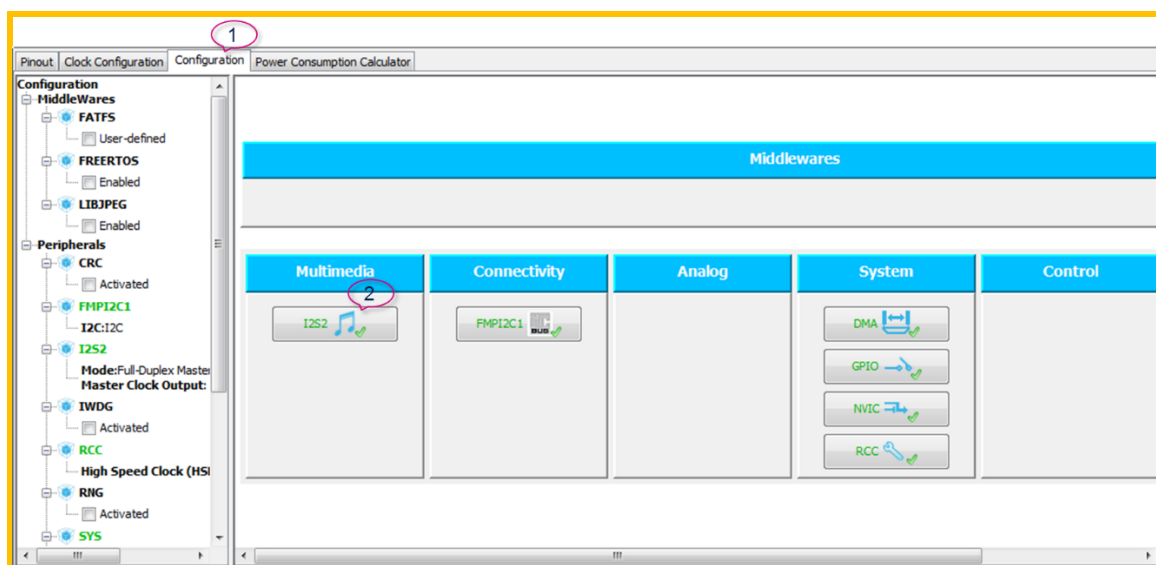 1
Pinout Clock Configuration Configuration Power Consumption Calculator
Configuration
MiddleWares
FATFS
User-defined
FREERTOS
Enabled
LIBJPEG
Enabled
Peripherals
CRC
Activated
FMPI2C1
I2C:I2C
I2S2
Mode:Full-Duplex Master
Master Clock Output:
IWDG
Activated
RCC
High Speed Clock (HSE
RNG
Activated
SYS
Middlewares
Multimedia Connectivity Analog System Control
2
I2S2 FMPI2C1 BUS DMA
GPIO
NVIC
RCC